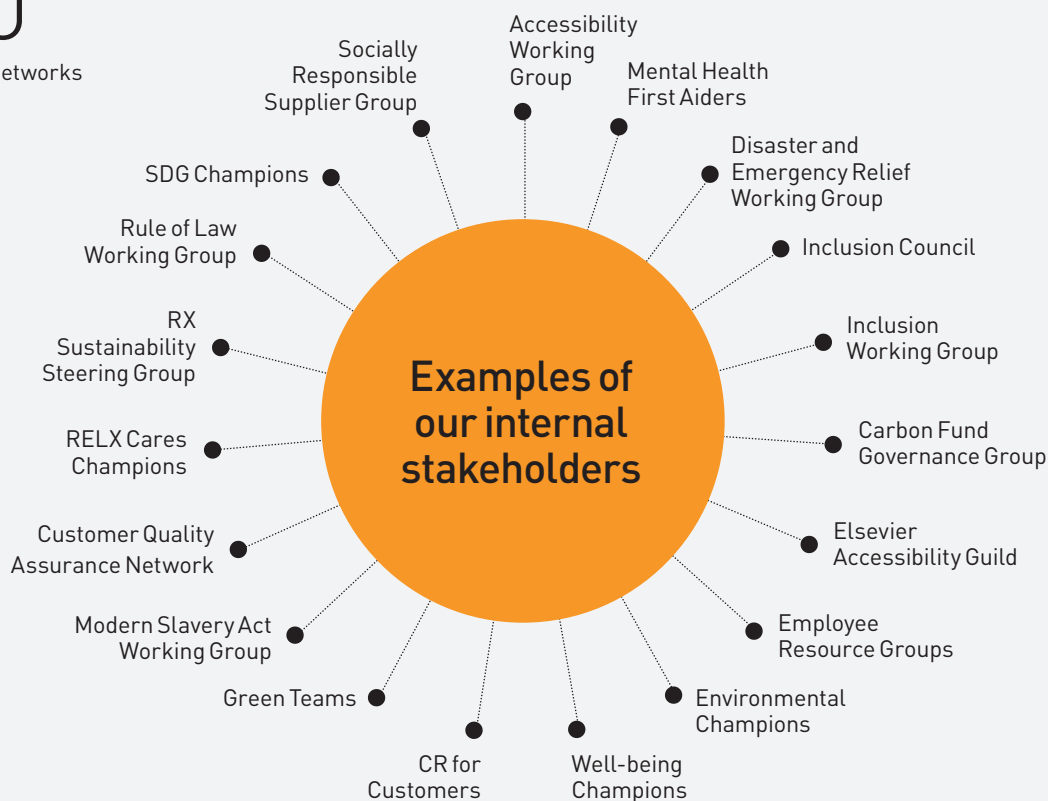 etworks
Accessibility
Working
Group
Mental Health
First Aiders
Disaster and
Emergency Relief
Working Group
Inclusion Council
Inclusion
Working Group
Carbon Fund
Governance Group
Elsevier
Accessibility Guild
Employee
Resource Groups
Environmental
Champions
Well-being
Champions
CR for
Customers
Green Teams
Modern Slavery Act
Working Group
Customer Quality
Assurance Network
RELX Cares
Champions
RX
Sustainability
Steering Group
Rule of Law
Working Group
SDG Champions
Socially
Responsible
Supplier Group
Examples of
our internal
stakeholders